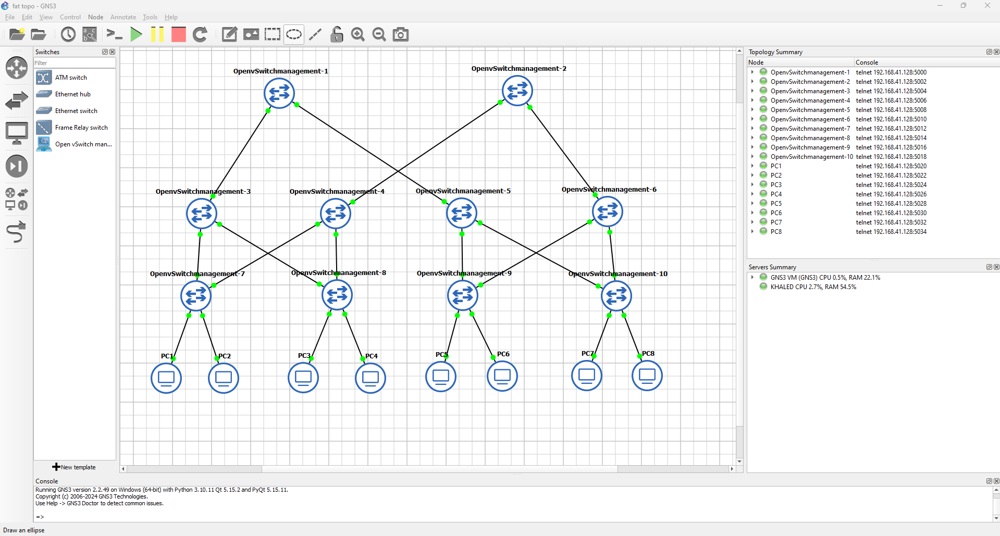 fat topo - GNS3
File Edit View Control Node Annotate Tools Help
Switches
Filter
ATM switch
Ethernet hub
Ethernet switch
Frame Relay switch
Open vSwitch man...
New template
OpenvSwitchmanagement-1
OpenvSwitchmanagement-2
OpenvSwitchmanagement-3
OpenvSwitchmanagement-4
OpenvSwitchmanagement-5
OpenvSwitchmanagement-6
OpenvSwitchmanagement-7
OpenvSwitchmanagement-8
OpenvSwitchmanagement-9
OpenvSwitchmanagement-10
PC1
PC2
PC3
PC4
PC5
PC6
PC7
PC8
Topology Summary
Node Console
OpenvSwitchmanagement-1 telnet 192.168.41.128:5000
OpenvSwitchmanagement-2 telnet 192.168.41.128:5002
OpenvSwitchmanagement-3 telnet 192.168.41.128:5004
OpenvSwitchmanagement-4 telnet 192.168.41.128:5006
OpenvSwitchmanagement-5 telnet 192.168.41.128:5008
OpenvSwitchmanagement-6 telnet 192.168.41.128:5010
OpenvSwitchmanagement-7 telnet 192.168.41.128:5012
OpenvSwitchmanagement-8 telnet 192.168.41.128:5014
OpenvSwitchmanagement-9 telnet 192.168.41.128:5016
OpenvSwitchmanagement-10 telnet 192.168.41.128:5018
PC1 telnet 192.168.41.128:5020
PC2 telnet 192.168.41.128:5022
PC3 telnet 192.168.41.128:5024
PC4 telnet 192.168.41.128:5026
PC5 telnet 192.168.41.128:5028
PC6 telnet 192.168.41.128:5030
PC7 telnet 192.168.41.128:5032
PC8 telnet 192.168.41.128:5034
Servers Summary
GNS3 VM (GNS3) CPU 0.5%, RAM 22.1%
KHALED CPU 2.7%, RAM 54.5%
Console
Running GNS3 version 2.2.49 on Windows (64-bit) with Python 3.10.11 Qt 5.15.2 and PyQt 5.15.11.
Copyright (c) 2006-2024 GNS3 Technologies.
Use Help -> GNS3 Doctor to detect common issues.
=>
Draw an ellipse